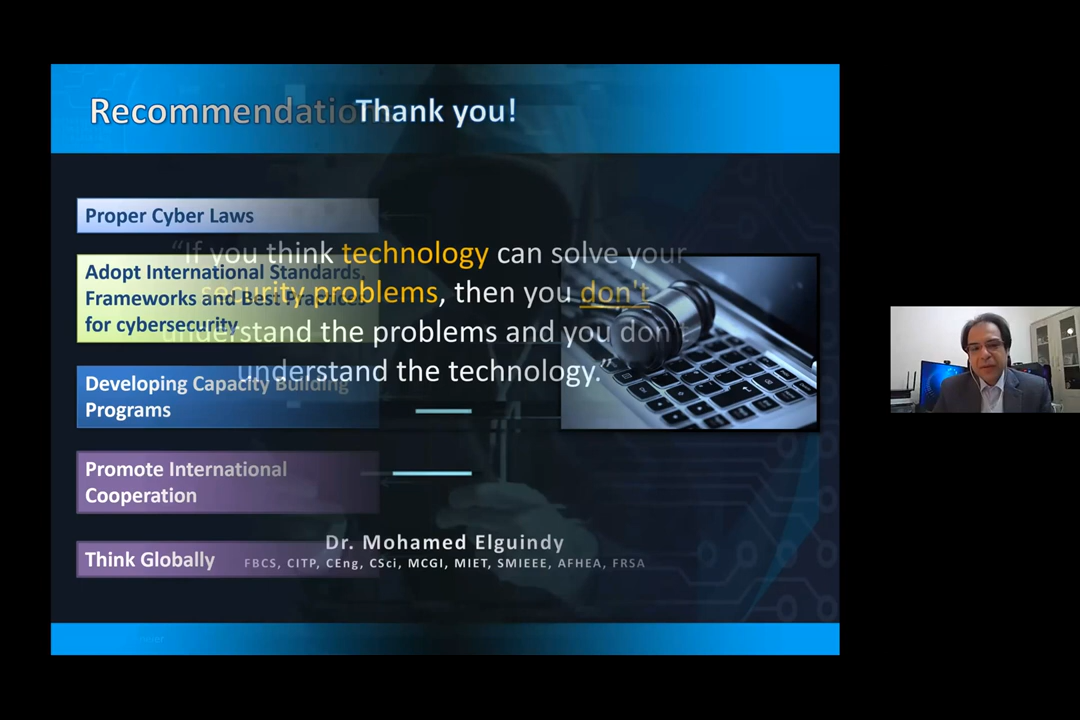 Recommendatio
Thank you!
Proper Cyber Laws
Adopt International Standards,
Frameworks and Best Practices
for cybersecurity
Developing Capacity Building
Programs
Promote International
Cooperation
Think Globally
“If you think technology can solve your
security problems, then you don't
understand the problems and you don't
understand the technology.”
Dr. Mohamed Elguindy
FBCS, CITP, CEng, CSci, MCGI, MIET, SMIEEE, AFHEA, FRSA